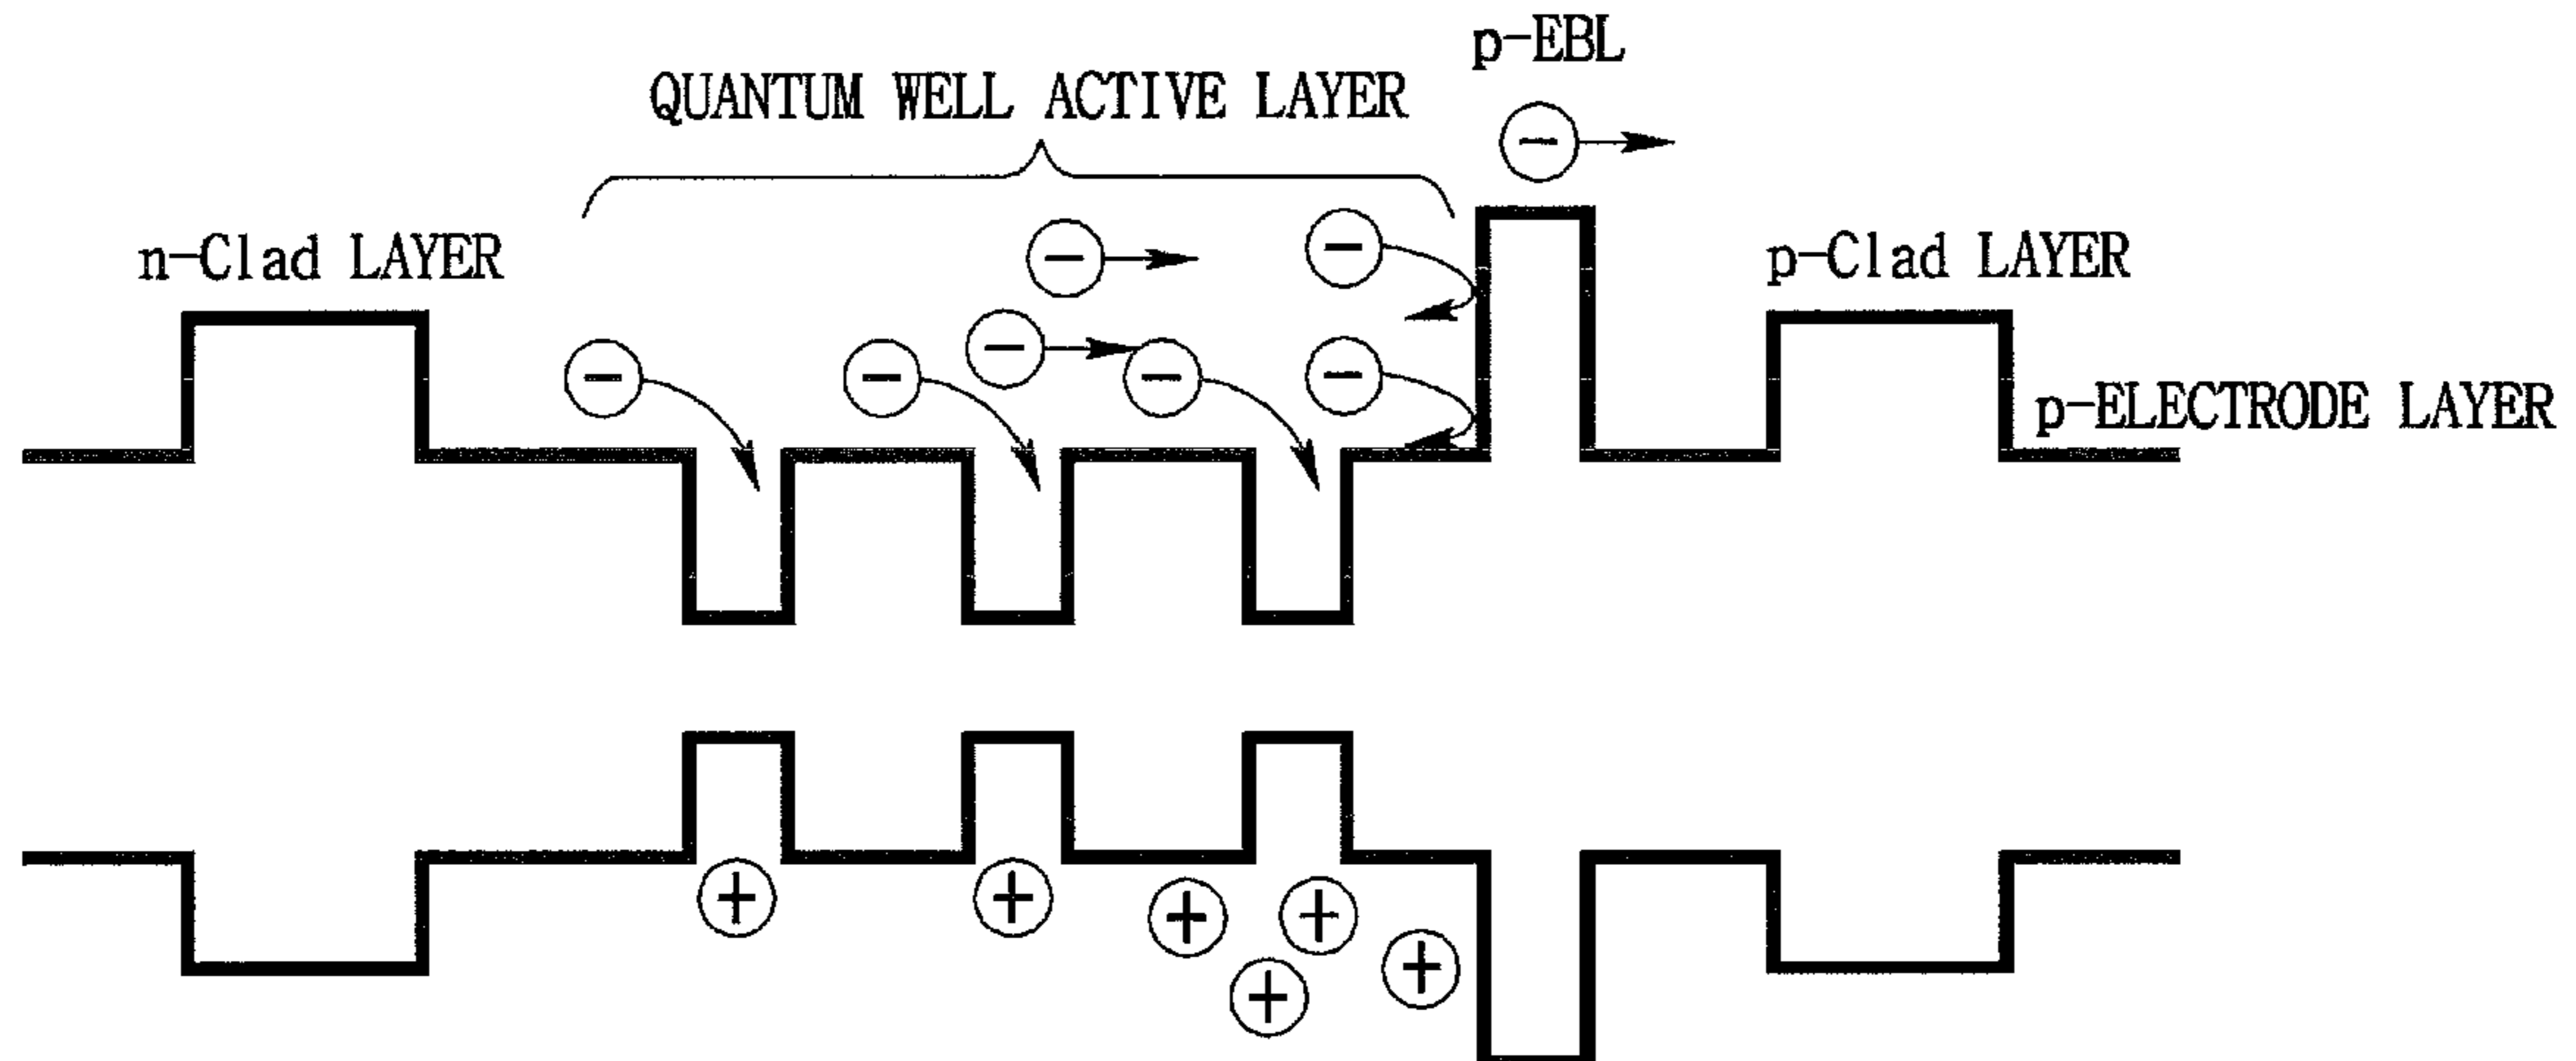 p-EBL
QUANTUM WELL ACTIVE LAYER
n-Clad LAYER
p-Clad LAYER
p-ELECTRODE LAYER